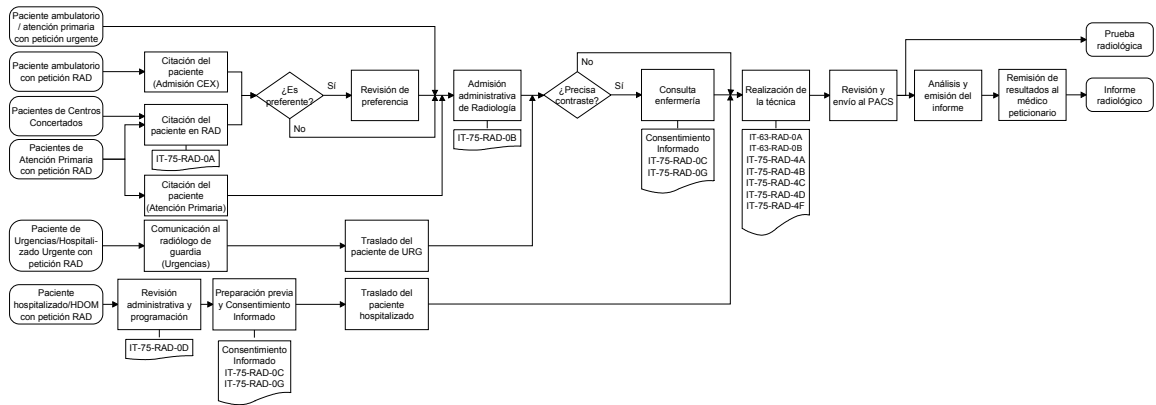 Paciente ambulatorio
/ atención primaria
con petición urgente
Paciente ambulatorio
con petición RAD
Citación del
paciente
(Admisión CEX)
Pacientes de Centros
Concertados
Citación del
paciente en RAD
IT-75-RAD-0A
Pacientes de
Atención Primaria
con petición RAD
Citación del
paciente
(Atención Primaria)
¿Es
preferente?
Sí
No
Revisión de
preferencia
Admisión
administrativa
de Radiología
IT-75-RAD-0B
¿Precisa
contraste?
No
Sí
Consulta
enfermería
Consentimiento
Informado
IT-75-RAD-0C
IT-75-RAD-0G
Realización de
la técnica
IT-63-RAD-0A
IT-63-RAD-0B
IT-75-RAD-4A
IT-75-RAD-4B
IT-75-RAD-4C
IT-75-RAD-4D
IT-75-RAD-4F
Revisión y
envío al PACS
Análisis y
emisión del
informe
Remisión de
resultados al
médico
peticionario
Prueba
radiológica
Informe
radiológico
Paciente de
Urgencias/Hospitali-
zado Urgente con
petición RAD
Comunicación al
radiólogo de
guardia
(Urgencias)
Traslado del
paciente de URG
Paciente
hospitalizado/HDOM
con petición RAD
Revisión
administrativa y
programación
IT-75-RAD-0D
Preparación previa
y Consentimiento
Informado
Consentimiento
Informado
IT-75-RAD-0C
IT-75-RAD-0G
Traslado del
paciente
hospitalizado